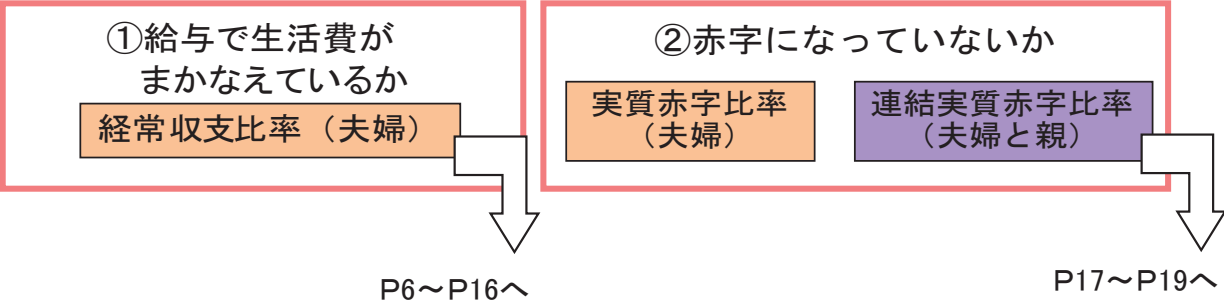 ①給与で生活費が
まかなえているか
経常収支比率（夫婦）
P6～P16へ
②赤字になっていないか
実質赤字比率
（夫婦）
連結実質赤字比率
（夫婦と親）
P17～P19へ